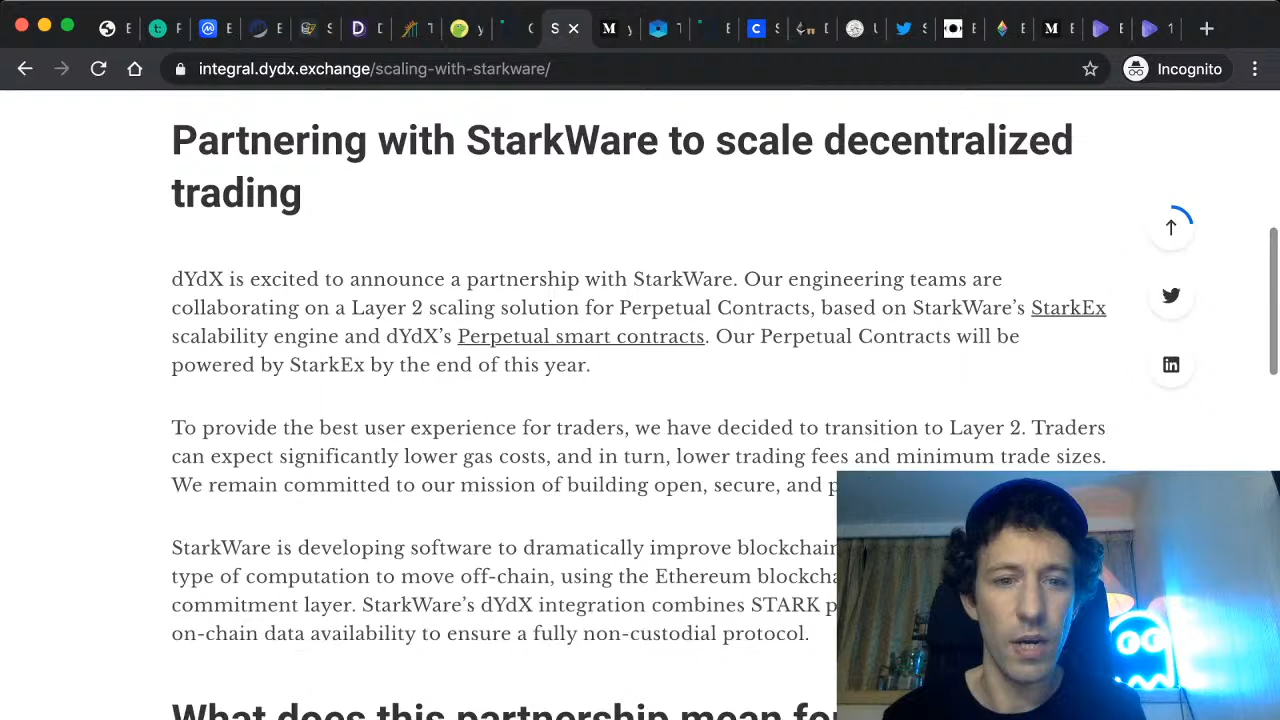 E
F
E
E
S
D
T
y
C
S
y
T
E
C S
T
U
S
E
E
M E
E
1
integral.dydx.exchange/scaling-with-starkware/
Incognito
Partnering with StarkWare to scale decentralized
trading
dYdX is excited to announce a partnership with StarkWare. Our engineering teams are
collaborating on a Layer 2 scaling solution for Perpetual Contracts, based on StarkWare’s StarkEx
scalability engine and dYdX’s Perpetual smart contracts. Our Perpetual Contracts will be
powered by StarkEx by the end of this year.
To provide the best user experience for traders, we have decided to transition to Layer 2. Traders
can expect significantly lower gas costs, and in turn, lower trading fees and minimum trade sizes.
We remain committed to our mission of building open, secure, and
StarkWare is developing software to dramatically improve blockchain
type of computation to move off-chain, using the Ethereum
commitment layer. StarkWare’s dYdX integration combines STARK
on-chain data availability to ensure a fully non-custodial protocol.
What does this partnership mean for